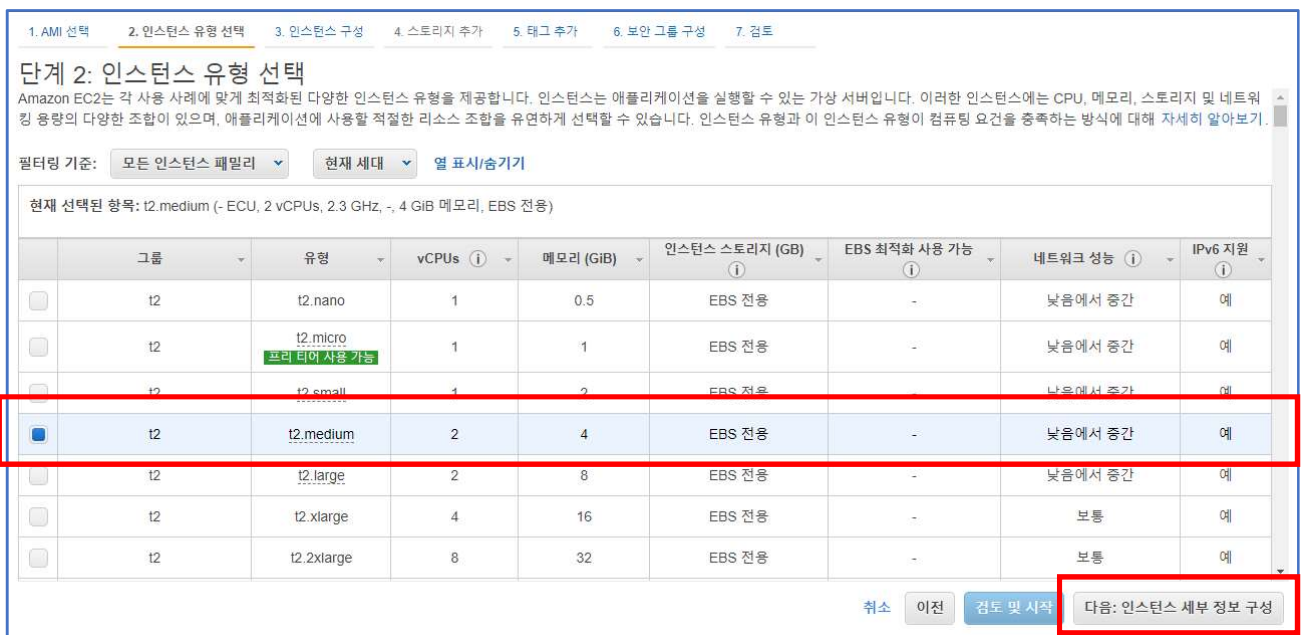 1. AMI 선택 2. 인스턴스 유형 선택 3. 인스턴스 구성 4. 스토리지 추가 5. 태그 추가 6. 보안 그룹 구성 7. 검토
단계 2: 인스턴스 유형 선택
Amazon EC2는 각 사용 사례에 맞게 최적화된 다양한 인스턴스 유형을 제공합니다. 인스턴스는 애플리케이션을 실행할 수 있는 가상 서버입니다. 이러한 인스턴스에는 CPU, 메모리, 스토리지 및 네트워
킹 용량의 다양한 조합이 있으며, 애플리케이션에 사용할 적절한 리소스 조합을 유연하게 선택할 수 있습니다. 인스턴스 유형과 이 인스턴스 유형이 컴퓨팅 요건을 충족하는 방식에 대해 자세히 알아보기.
필터링 기준: 모든 인스턴스 패밀리 현재 세대 열 표시/숨기기
현재 선택된 항목: t2.medium (- ECU, 2 vCPUs, 2.3 GHz, -, 4 GiB 메모리, EBS 전용)
그룹 유형 vCPUs 메모리 (GiB) 인스턴스 스토리지 (GB) EBS 최적화 사용 가능 네트워크 성능 IPv6 지원
t2 t2.nano 1 0.5 EBS 전용 - 낮음에서 중간 예
t2 t2.micro 1 1 EBS 전용 - 낮음에서 중간 예
프리 티어 사용 가능
t2 t2.small 1 2 EBS 전용 - 낮음에서 중간 예
t2 t2.medium 2 4 EBS 전용 - 낮음에서 중간 예
t2 t2.large 2 8 EBS 전용 - 낮음에서 중간 예
t2 t2.xlarge 4 16 EBS 전용 - 보통 예
t2 t2.2xlarge 8 32 EBS 전용 - 보통 예
취소 이전 검토 및 시작 다음: 인스턴스 세부 정보 구성